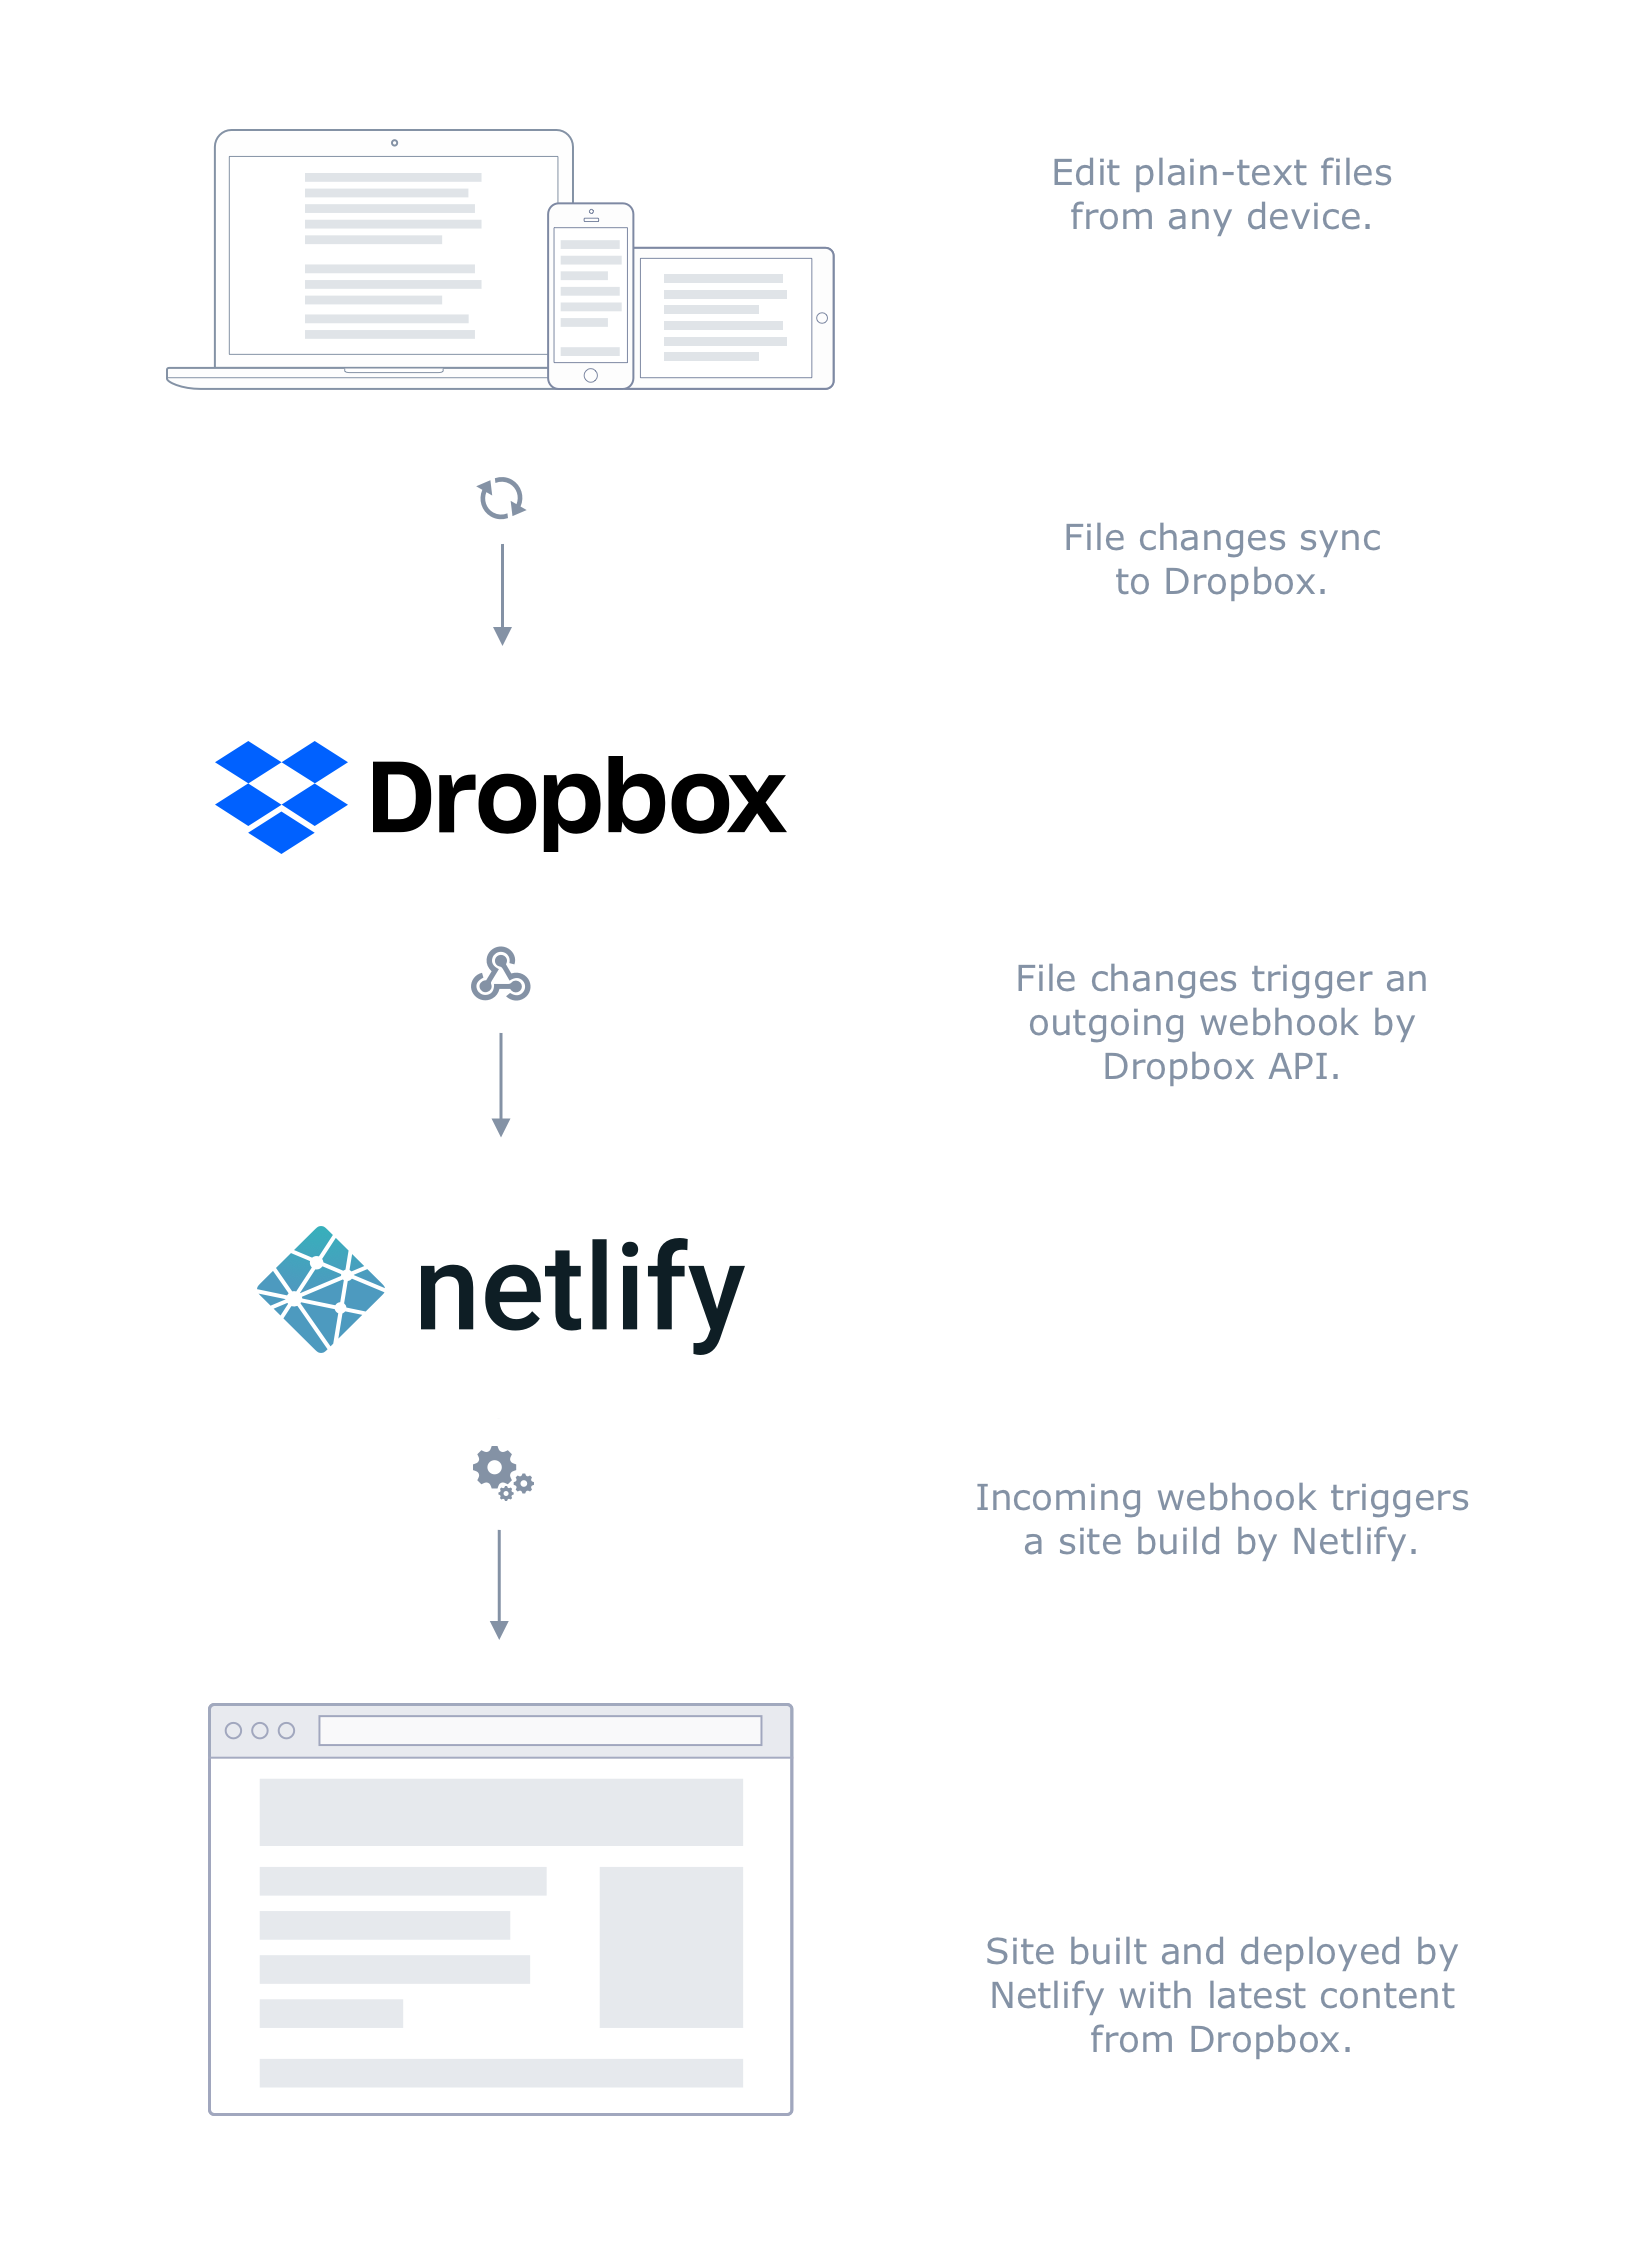 Edit plain-text files
from any device.
File changes sync
to Dropbox.
Dropbox
File changes trigger an
outgoing webhook by
Dropbox API.
netlify
Incoming webhook triggers
a site build by Netlify.
Site built and deployed by
Netlify with latest content
from Dropbox.